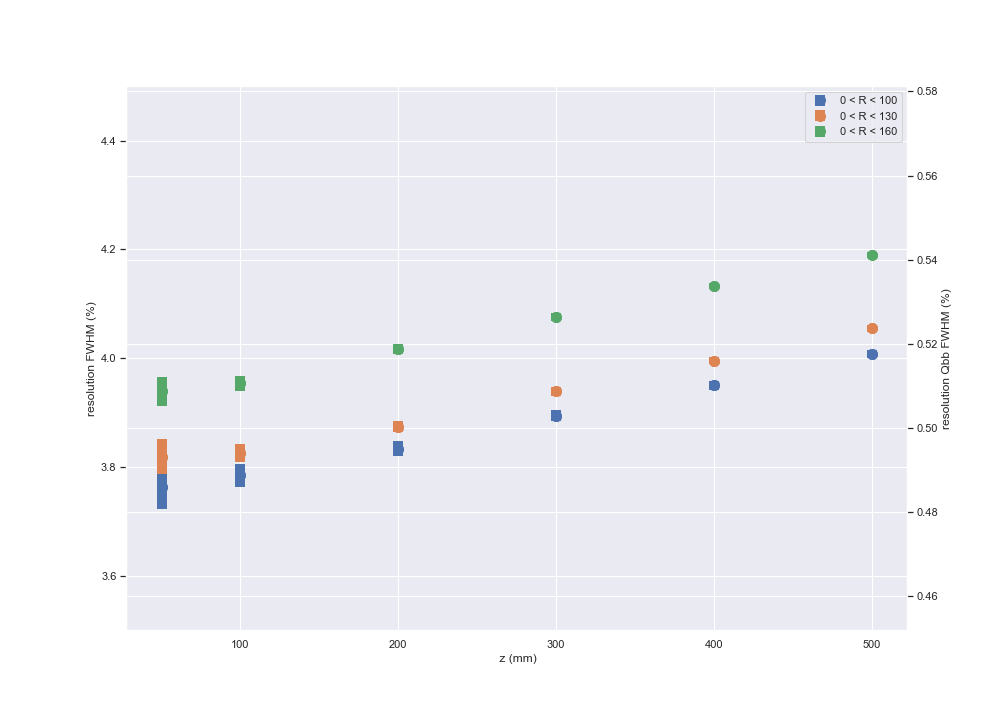 0 < R < 100
0 < R < 130
0 < R < 160
4.4
4.2
4.0
3.8
3.6
resolution FWHM (%)
0.58
0.56
0.54
0.52
0.50
0.48
0.46
resolution Qbb FWHM (%)
100 200 300 400 500
z (mm)